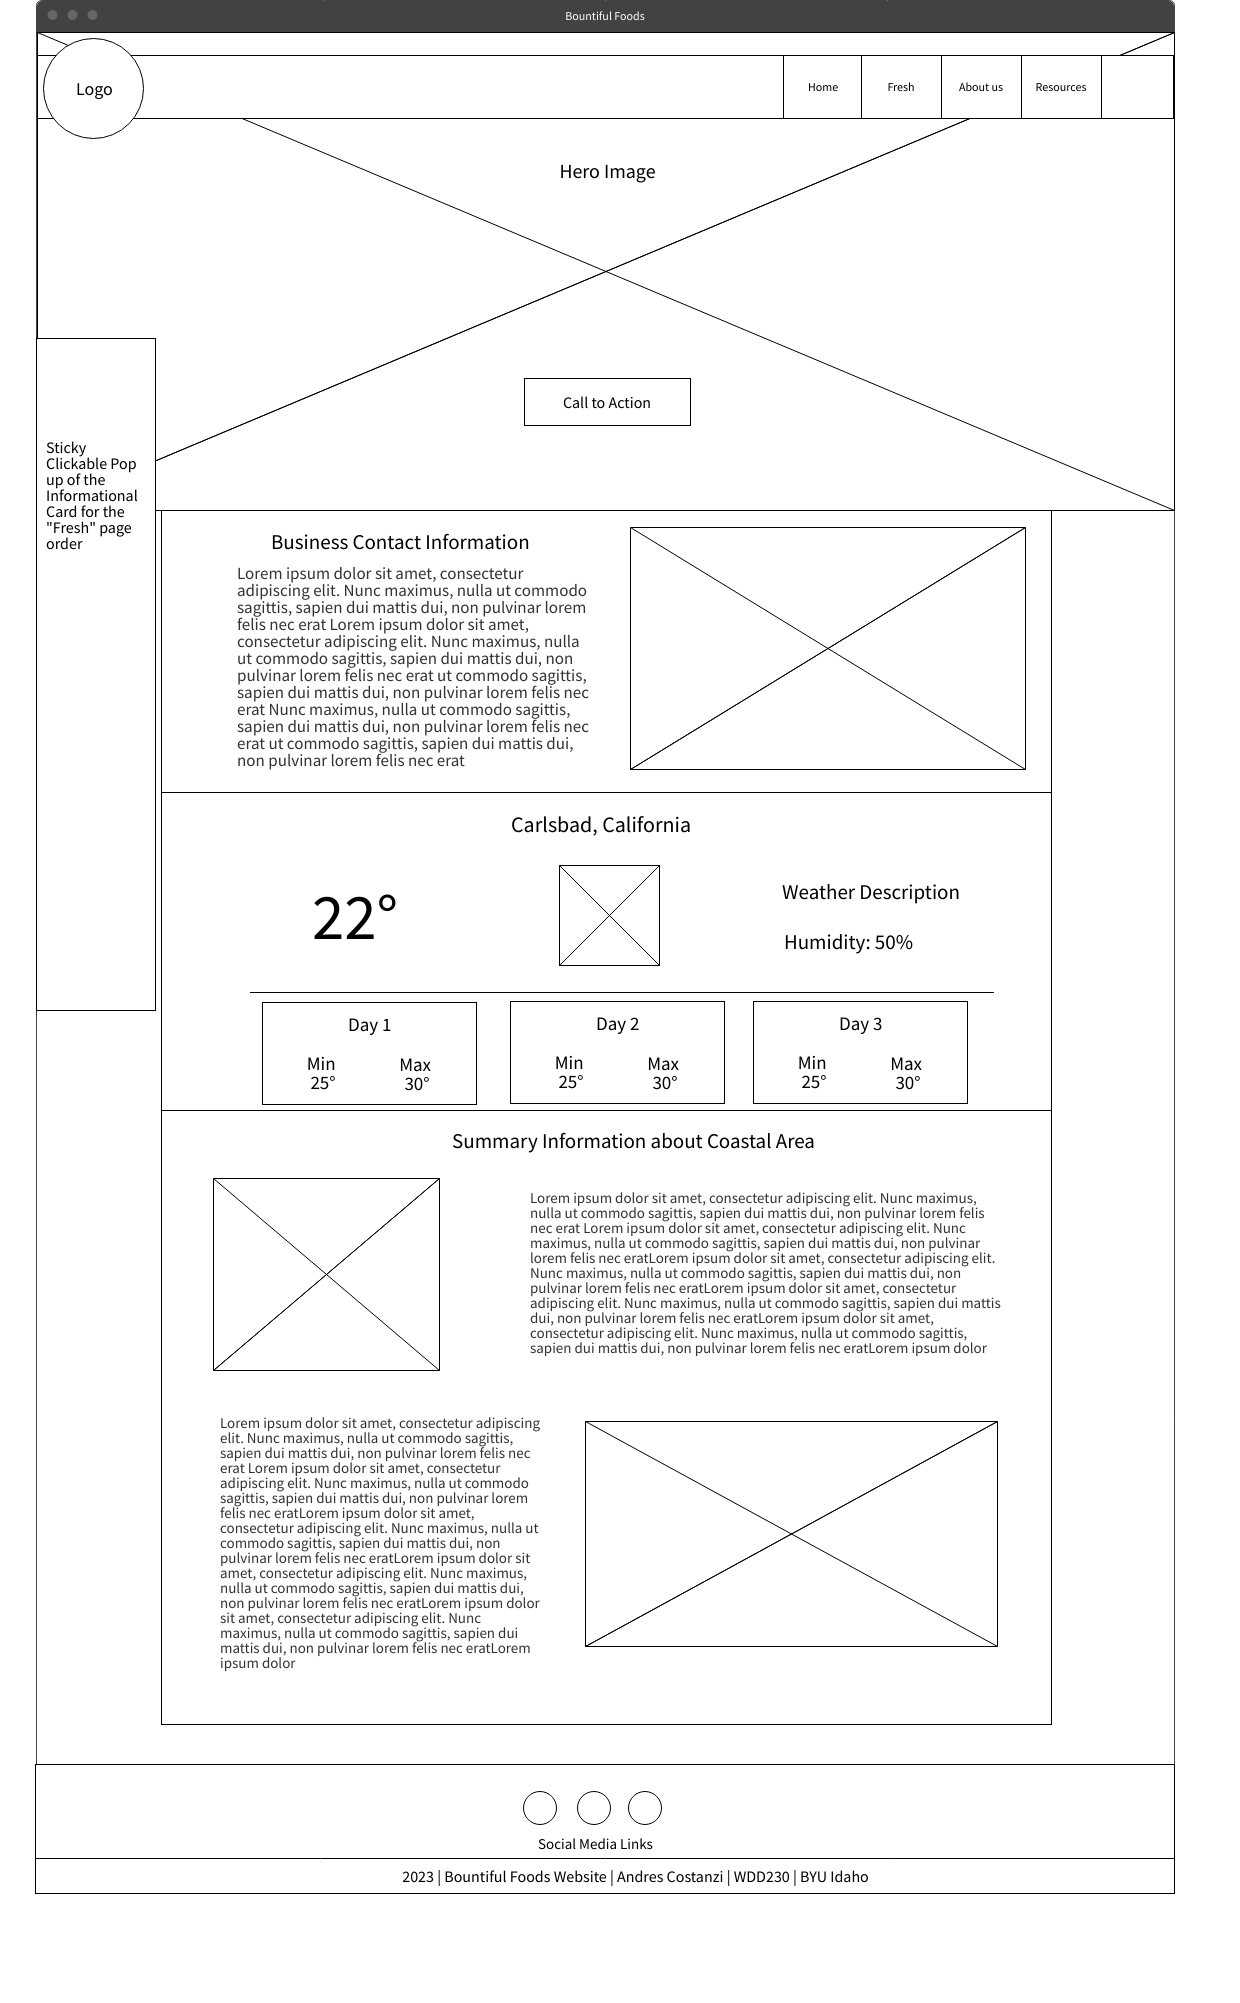 Bountiful Foods
Logo
Home
Fresh
About us
Resources
Hero Image
Call to Action
Sticky
Clickable Pop
up of the
Informational
Card for the
"Fresh" page
order
Business Contact Information
Lorem ipsum dolor sit amet, consectetur
adipiscing elit. Nunc maximus, nulla ut commodo
sagittis, sapien dui mattis dui, non pulvinar lorem
felis nec erat Lorem ipsum dolor sit amet,
consectetur adipiscing elit. Nunc maximus, nulla
ut commodo sagittis, sapien dui mattis dui, non
pulvinar lorem felis nec erat ut commodo sagittis,
sapien dui mattis dui, non pulvinar lorem felis nec
erat Nunc maximus, nulla ut commodo sagittis,
sapien dui mattis dui, non pulvinar lorem felis nec
erat ut commodo sagittis, sapien dui mattis dui,
non pulvinar lorem felis nec erat
Carlsbad, California
22°
Weather Description
Humidity: 50%
Day 1
Min
25°
Max
30°
Day 2
Min
25°
Max
30°
Day 3
Min
25°
Max
30°
Summary Information about Coastal Area
Lorem ipsum dolor sit amet, consectetur adipiscing elit. Nunc maximus,
nulla ut commodo sagittis, sapien dui mattis dui, non pulvinar lorem felis
nec erat Lorem ipsum dolor sit amet, consectetur adipiscing elit. Nunc
maximus, nulla ut commodo sagittis, sapien dui mattis dui, non pulvinar
lorem felis nec eratLorem ipsum dolor sit amet, consectetur adipiscing elit.
Nunc maximus, nulla ut commodo sagittis, sapien dui mattis dui, non
pulvinar lorem felis nec eratLorem ipsum dolor sit amet, consectetur
adipiscing elit. Nunc maximus, nulla ut commodo sagittis, sapien dui mattis
dui, non pulvinar lorem felis nec eratLorem ipsum dolor sit amet,
consectetur adipiscing elit. Nunc maximus, nulla ut commodo sagittis,
sapien dui mattis dui, non pulvinar lorem felis nec eratLorem ipsum dolor
Lorem ipsum dolor sit amet, consectetur adipiscing
elit. Nunc maximus, nulla ut commodo sagittis,
sapien dui mattis dui, non pulvinar lorem felis nec
erat Lorem ipsum dolor sit amet, consectetur
adipiscing elit. Nunc maximus, nulla ut commodo
sagittis, sapien dui mattis dui, non pulvinar lorem
felis nec eratLorem ipsum dolor sit amet,
consectetur adipiscing elit. Nunc maximus, nulla ut
commodo sagittis, sapien dui mattis dui, non
pulvinar lorem felis nec eratLorem ipsum dolor sit
amet, consectetur adipiscing elit. Nunc maximus,
nulla ut commodo sagittis, sapien dui mattis dui,
non pulvinar lorem felis nec eratLorem ipsum dolor
sit amet, consectetur adipiscing elit. Nunc
maximus, nulla ut commodo sagittis, sapien dui
mattis dui, non pulvinar lorem felis nec eratLorem
ipsum dolor
Social Media Links
2023 | Bountiful Foods Website | Andres Costanzi | WDD230 | BYU Idaho